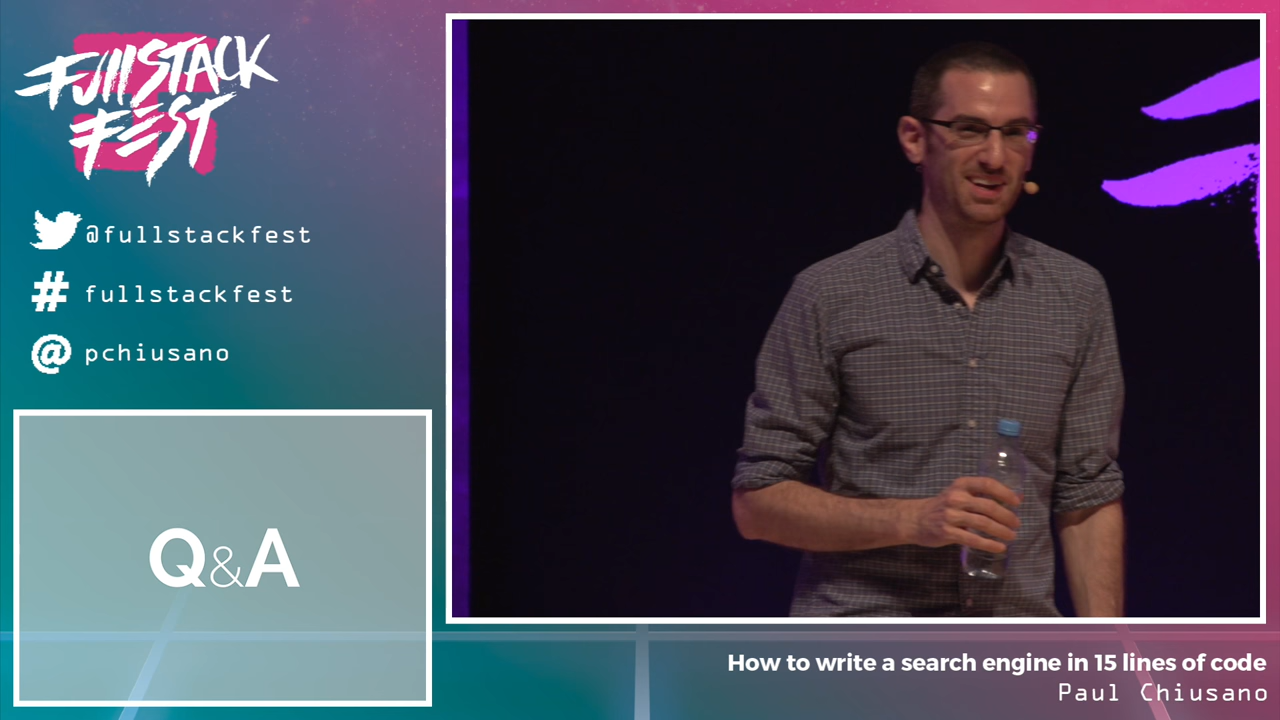 FullSTACK
FEST
@fullstackfest
# fullstackfest
@ pchiusano
Q&A
How to write a search engine in 15 lines of code
Paul Chiusano